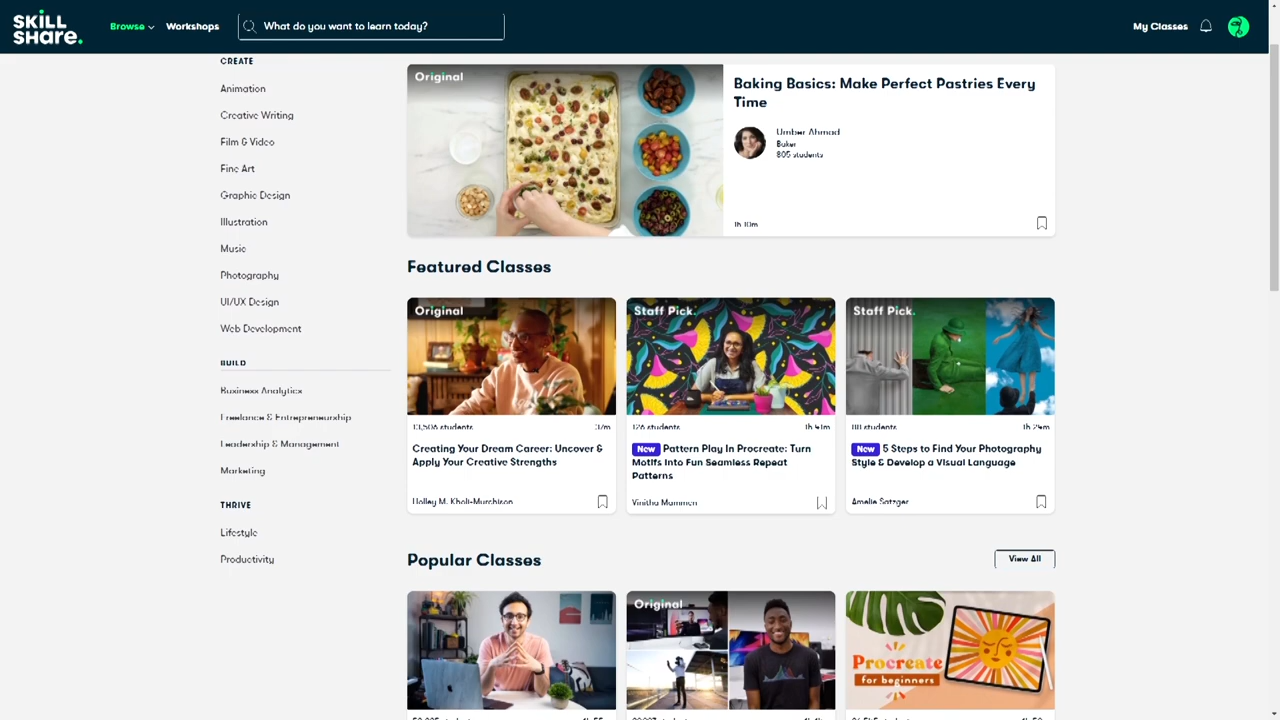 SKILL
SHARE.
Browse
Workshops
What do you want to learn today?
My Classes
CREATE
Animation
Creative Writing
Film & Video
Fine Art
Graphic Design
Illustration
Music
Photography
UI/UX Design
Web Development
BUILD
Business Analytics
Freelance & Entrepreneurship
Leadership & Management
Marketing
THRIVE
Lifestyle
Productivity
Original
Baking Basics: Make Perfect Pastries Every
Time
Umber Ahmad
Baker
805 students
1h 10m
Featured Classes
Original
13,506 students
37m
Creating Your Dream Career: Uncover &
Apply Your Creative Strengths
Holley M. Kholi-Murchison
Staff Pick.
126 students
1h 41m
New Pattern Play In Procreate: Turn
Motifs Into Fun Seamless Repeat
Patterns
Vinitha Mammen
Staff Pick.
students
1h 24m
New 5 Steps to Find Your Photography
Style & Develop a Visual Language
Amelie Satzger
Popular Classes
View All
Original
Procreate
for beginners